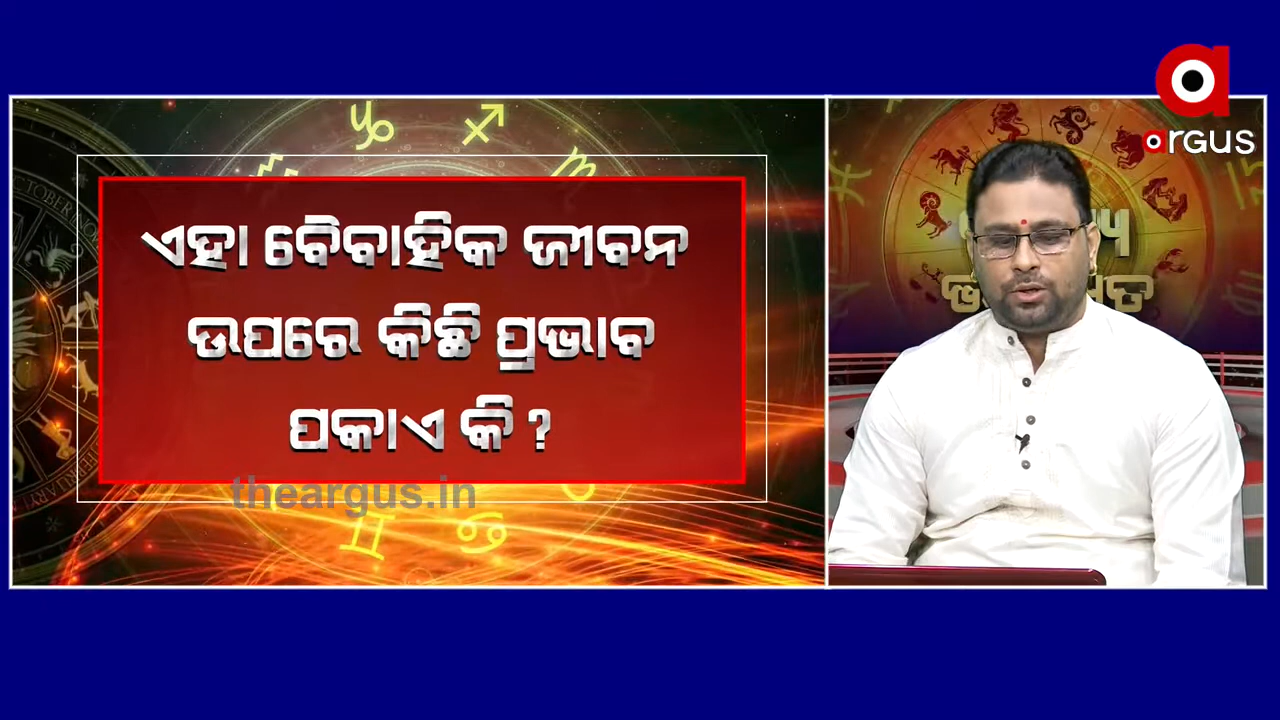 argus
ଏହା ବୈବାହିକ ଜୀବନ
ଉପରେ କିଛି ପ୍ରଭାବ
ପକାଏ କି ?
theargus.in